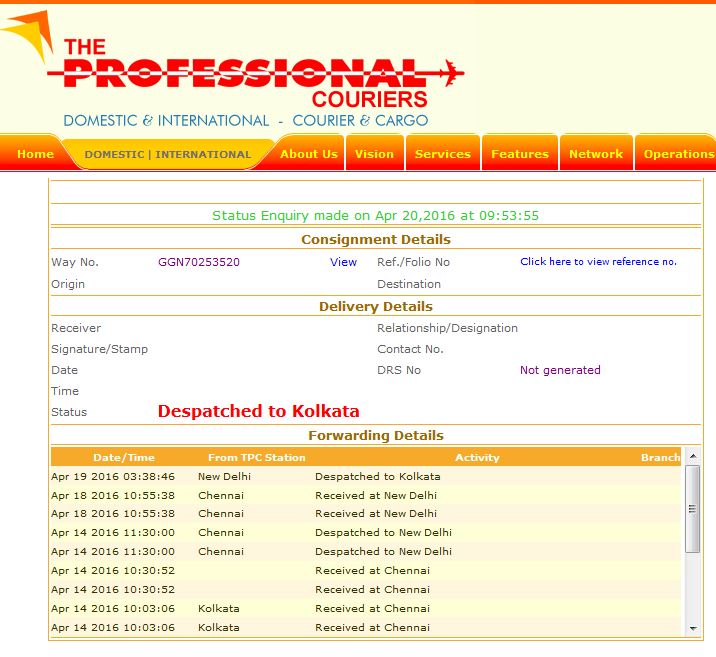 THE
PROFESSIONAL
COURIERS
DOMESTIC & INTERNATIONAL - COURIER & CARGO
Home DOMESTIC | INTERNATIONAL About Us Vision Services Features Network Operations
Status Enquiry made on Apr 20,2016 at 09:53:55
Consignment Details
Way No. GGN70253520 View Ref./Folio No Click here to view reference no.
Origin Destination
Delivery Details
Receiver Relationship/Designation
Signature/Stamp Contact No.
Date DRS No Not generated
Time
Status Despatched to Kolkata
Forwarding Details
Date/Time From TPC Station Activity Branch
Apr 19 2016 03:38:46 New Delhi Despatched to Kolkata
Apr 18 2016 10:55:38 Chennai Received at New Delhi
Apr 18 2016 10:55:38 Chennai Received at New Delhi
Apr 14 2016 11:30:00 Chennai Despatched to New Delhi
Apr 14 2016 11:30:00 Chennai Despatched to New Delhi
Apr 14 2016 10:30:52 Received at Chennai
Apr 14 2016 10:30:52 Received at Chennai
Apr 14 2016 10:03:06 Kolkata Received at Chennai
Apr 14 2016 10:03:06 Kolkata Received at Chennai